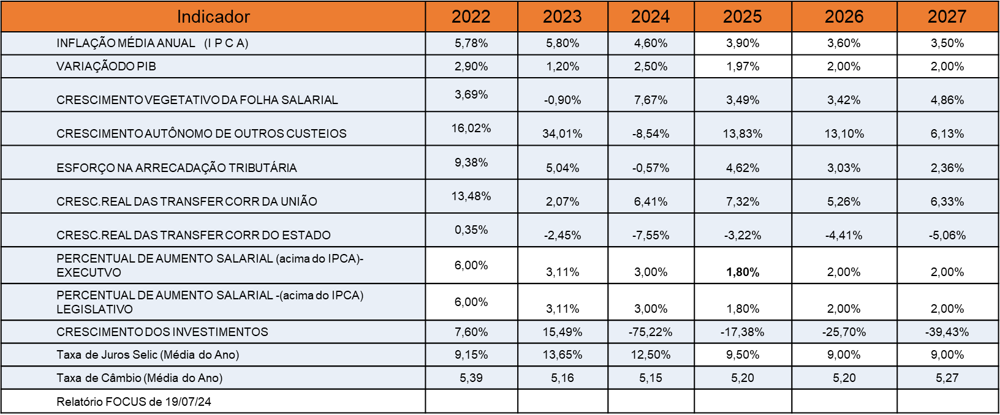 Indicador 2022 2023 2024 2025 2026 2027
INFLAÇÃO MÉDIA ANUAL (I P C A) 5,78% 5,80% 4,60% 3,90% 3,60% 3,50%
VARIAÇÃODO PIB 2,90% 1,20% 2,50% 1,97% 2,00% 2,00%
CRESCIMENTO VEGETATIVO DA FOLHA SALARIAL 3,69% -0,90% 7,67% 3,49% 3,42% 4,86%
CRESCIMENTO AUTÔNOMO DE OUTROS CUSTEIOS 16,02% 34,01% -8,54% 13,83% 13,10% 6,13%
ESFORÇO NA ARRECADAÇÃO TRIBUTÁRIA 9,38% 5,04% -0,57% 4,62% 3,03% 2,36%
CRESC.REAL DAS TRANSFER CORR DA UNIÃO 13,48% 2,07% 6,41% 7,32% 5,26% 6,33%
CRESC.REAL DAS TRANSFER CORR DO ESTADO 0,35% -2,45% -7,55% -3,22% -4,41% -5,06%
PERCENTUAL DE AUMENTO SALARIAL (acima do IPCA)-
EXECUTVO 6,00% 3,11% 3,00% 1,80% 2,00% 2,00%
PERCENTUAL DE AUMENTO SALARIAL -(acima do IPCA)
LEGISLATIVO 6,00% 3,11% 3,00% 1,80% 2,00% 2,00%
CRESCIMENTO DOS INVESTIMENTOS 7,60% 15,49% -75,22% -17,38% -25,70% -39,43%
Taxa de Juros Selic (Média do Ano) 9,15% 13,65% 12,50% 9,50% 9,00% 9,00%
Taxa de Câmbio (Média do Ano) 5,39 5,16 5,15 5,20 5,20 5,27
Relatório FOCUS de 19/07/24